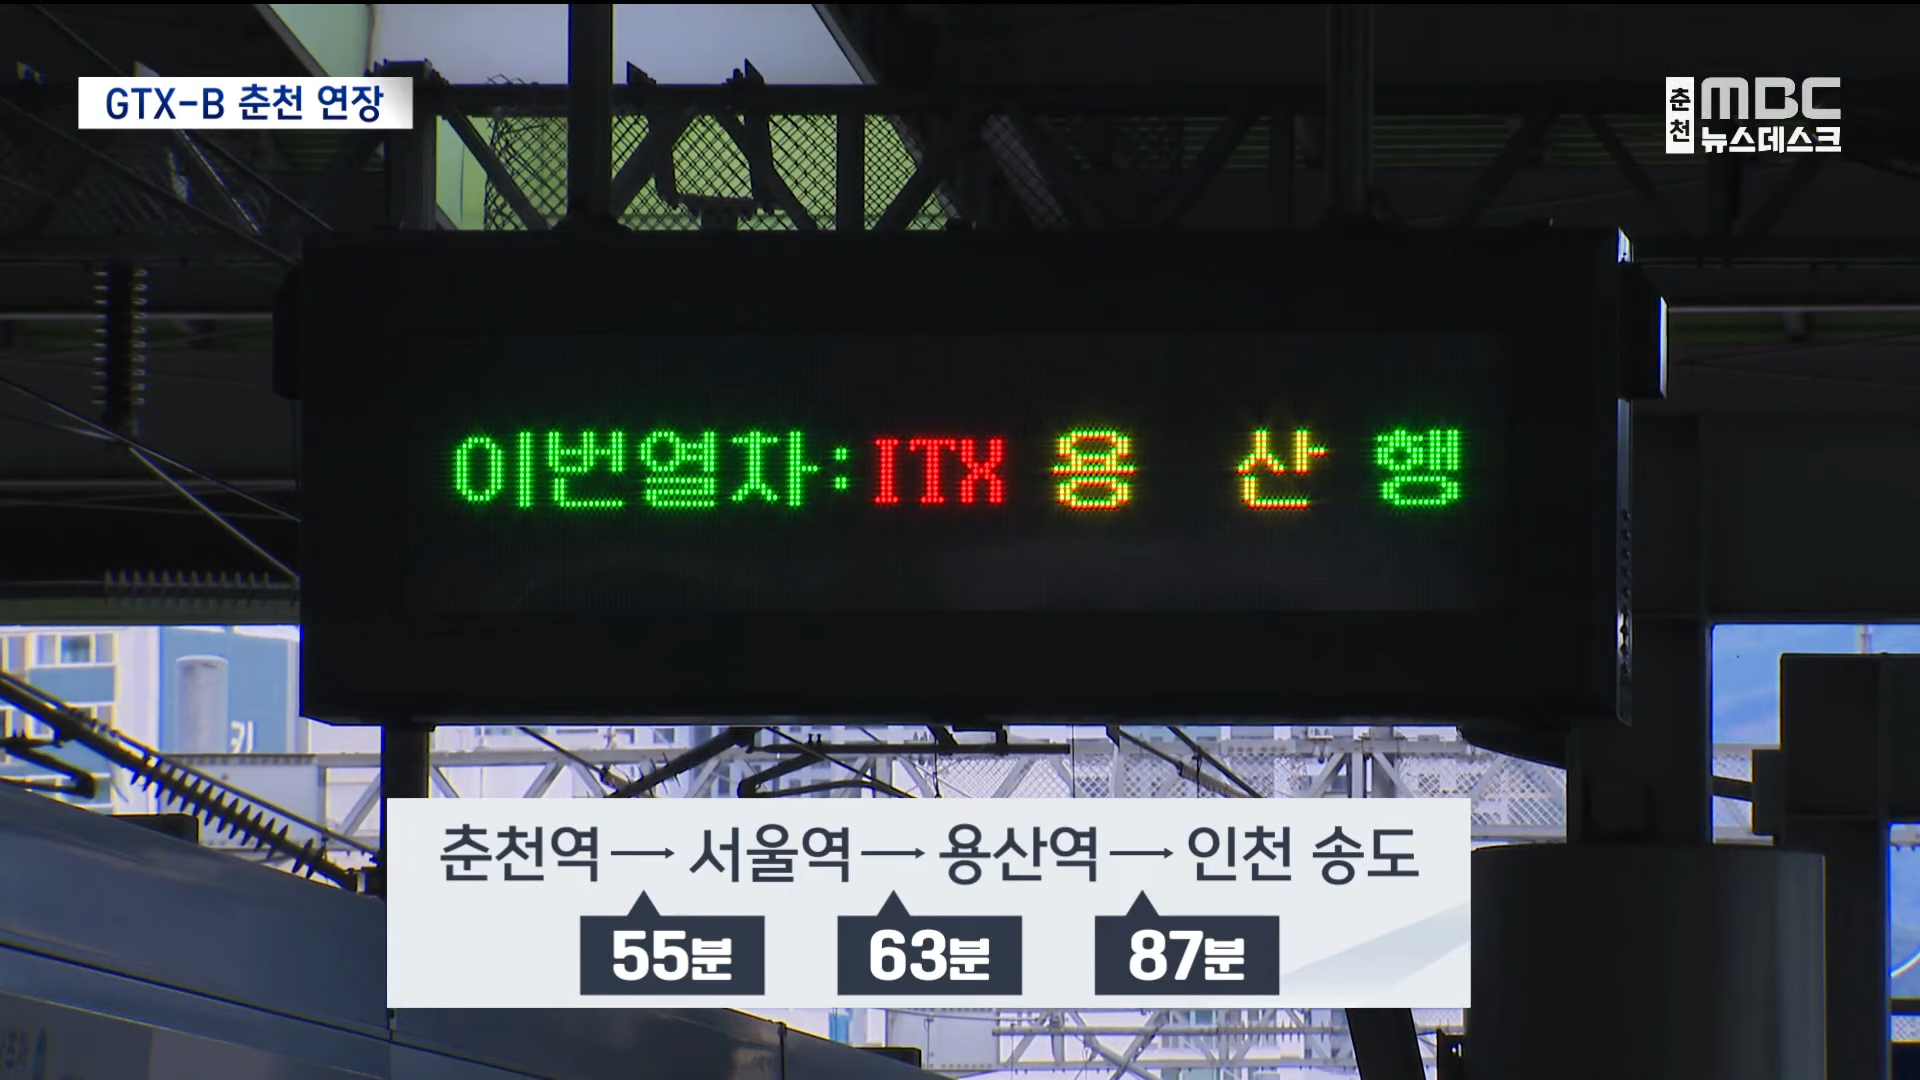 GTX-B 춘천 연장
춘천
MBC
뉴스데스크
이번열차:ITX 용 산 행
춘천역→서울역→용산역→인천 송도
55분 63분 87분